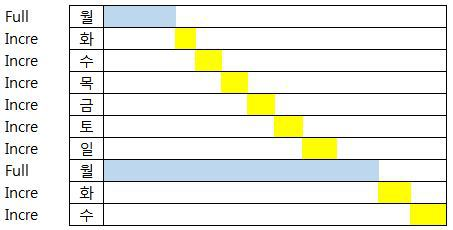 Full 월
Incre 화
Incre 수
Incre 목
Incre 금
Incre 토
Incre 일
Full 월
Incre 화
Incre 수